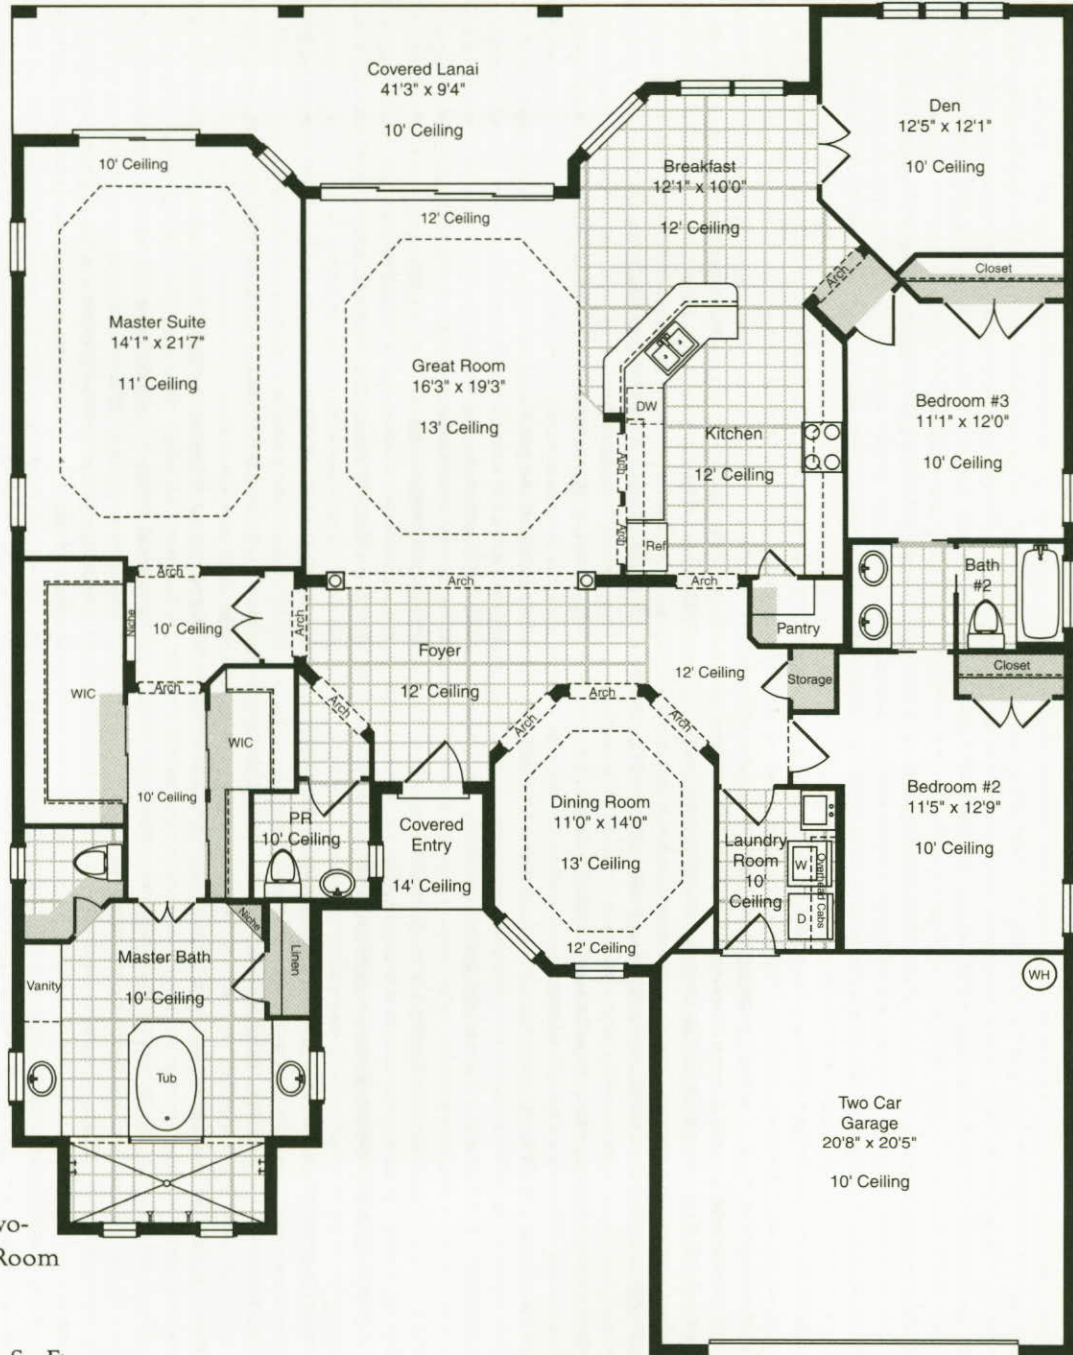 Covered Lanai
41'3" x 9'4"
10' Ceiling
Den
12'5" x 12'1"
10' Ceiling
10' Ceiling
Breakfast
12'1" x 10'0"
12' Ceiling
12' Ceiling
Arch
Closet
Master Suite
14'1" x 21'7"
11' Ceiling
Great Room
16'3" x 19'3"
13' Ceiling
DW
Kitchen
12' Ceiling
Arch
Arch
Ref
Bedroom #3
11'1" x 12'0"
10' Ceiling
Bath
#2
Arch
Arch
Arch
Niche
10' Ceiling
Arch
Foyer
12' Ceiling
Pantry
12' Ceiling
Storage
Closet
WIC
Arch
WIC
Arch
Arch
Arch
Arch
10' Ceiling
PR
10' Ceiling
Covered
Entry
14' Ceiling
Dining Room
11'0" x 14'0"
13' Ceiling
12' Ceiling
Laundry
Room
10'
Ceiling
W
D
Overhead Cabs
Bedroom #2
11'5" x 12'9"
10' Ceiling
Niche
Linen
Master Bath
10' Ceiling
Vanity
Tub
WH
Two Car
Garage
20'8" x 20'5"
10' Ceiling
Room